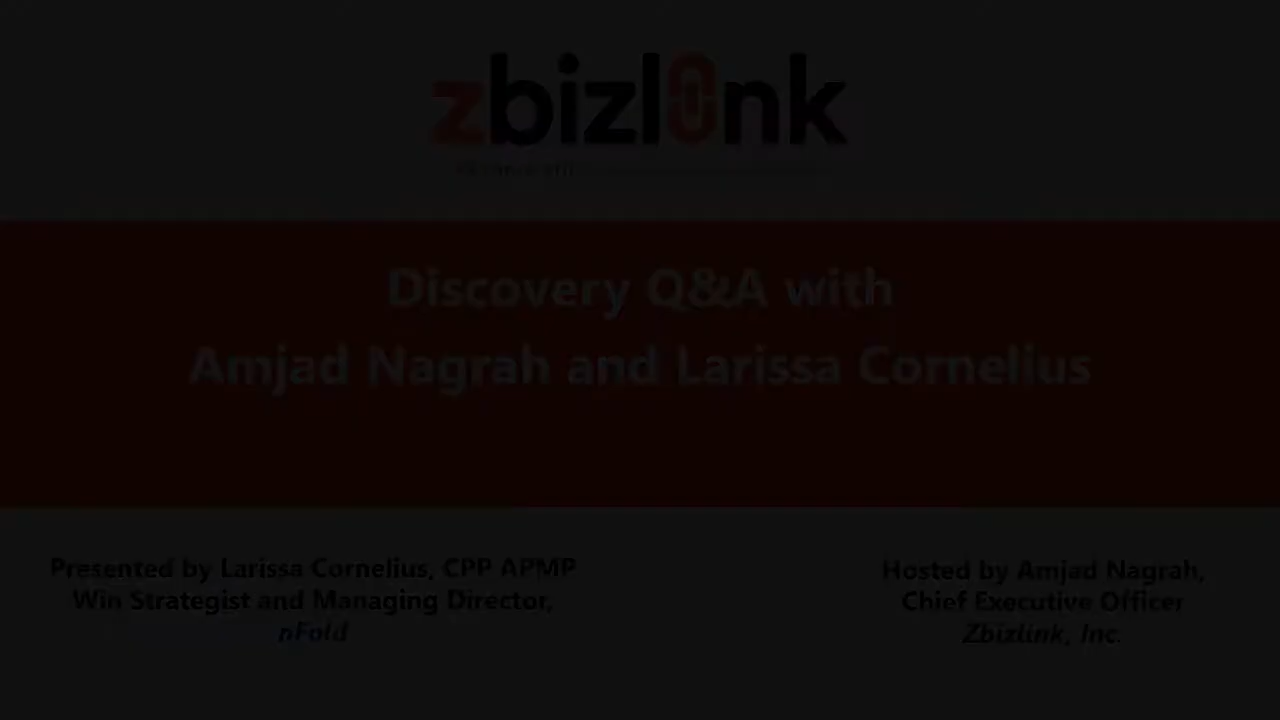 zbizlink
Discovery Q&A with
Amjad Nagrah and Larissa Cornelius
Presented by Larissa Cornelius, CPP APMP
Win Strategist and Managing Director,
nFold
Hosted by Amjad Nagrah,
Chief Executive Officer
Zbizlink, Inc.